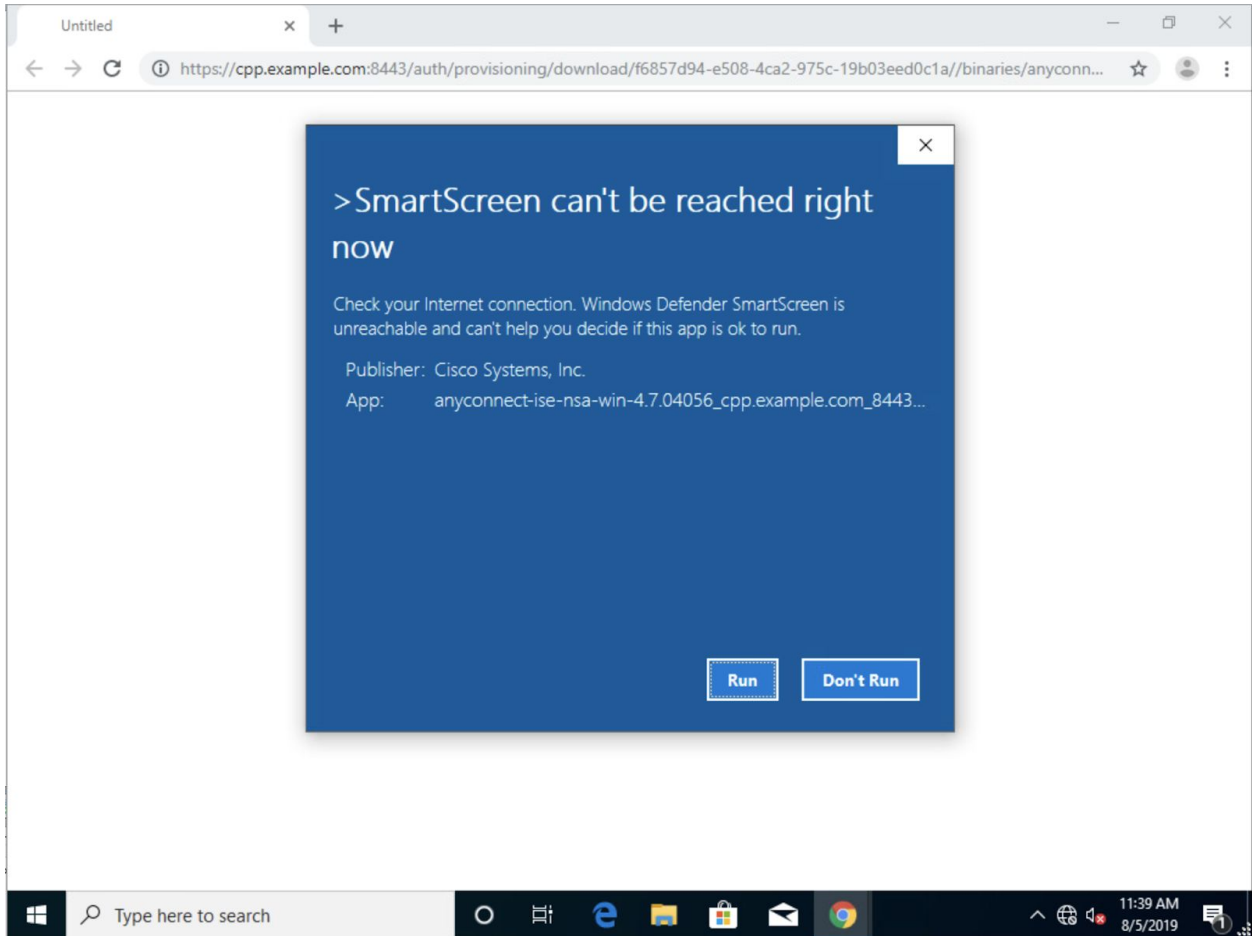 Untitled
https://cpp.example.com:8443/auth/provisioning/download/f6857d94-e508-4ca2-975c-19b03eed0c1a//binaries/anyconn...
>SmartScreen can't be reached right
now
Check your Internet connection. Windows Defender SmartScreen is
unreachable and can't help you decide if this app is ok to run.
Publisher: Cisco Systems, Inc.
App: anyconnect-ise-nsa-win-4.7.04056_cpp.example.com_8443...
Run Don't Run
Type here to search
11:39 AM
8/5/2019
1